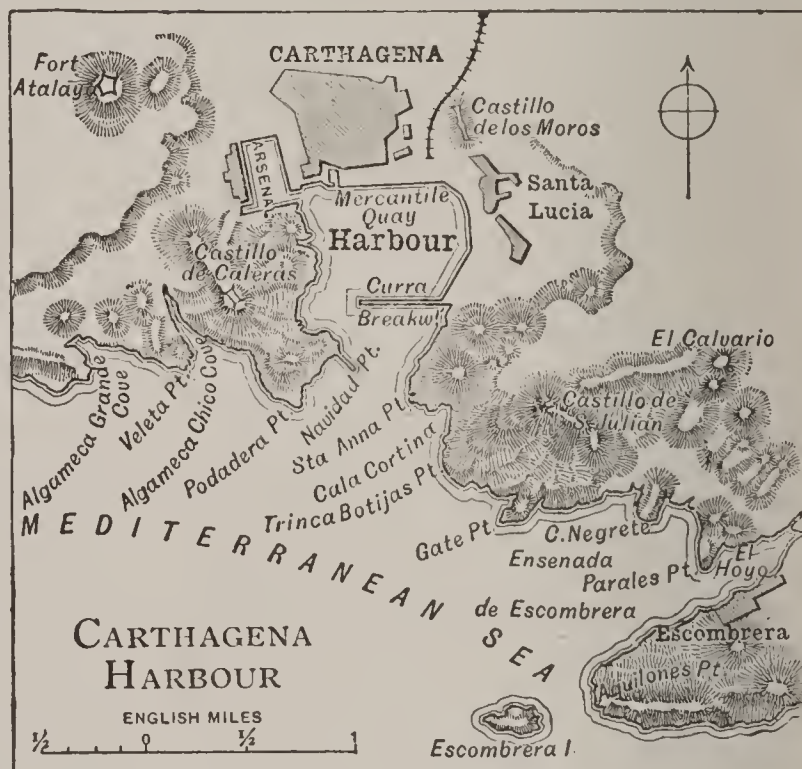 Fort
Atalaya
CARTHAGENA
Castillo
de los Moros
ARSENAL
Mercantile
Quay
Santa
Lucia
Harbour
Castillo
de Caleras
Curra
Breakwr.
El Calvario
Castillo de
S. Julian
Algameca Grande
Cove
Veleta Pt.
Algameca Chico Cove
Podadera Pt.
Navidad Pt.
Sta Anna Pt.
Cala Cortina
Trinca Botijas Pt.
Gate Pt.
C. Negrete
Ensenada
de Escombrera
Parales Pt.
El
Hoyo
MEDITERRANEAN SEA
Escombrera
Aquilones Pt.
Escombrera I.
CARTHAGENA
HARBOUR
ENGLISH MILES
½ 0 ½ 1